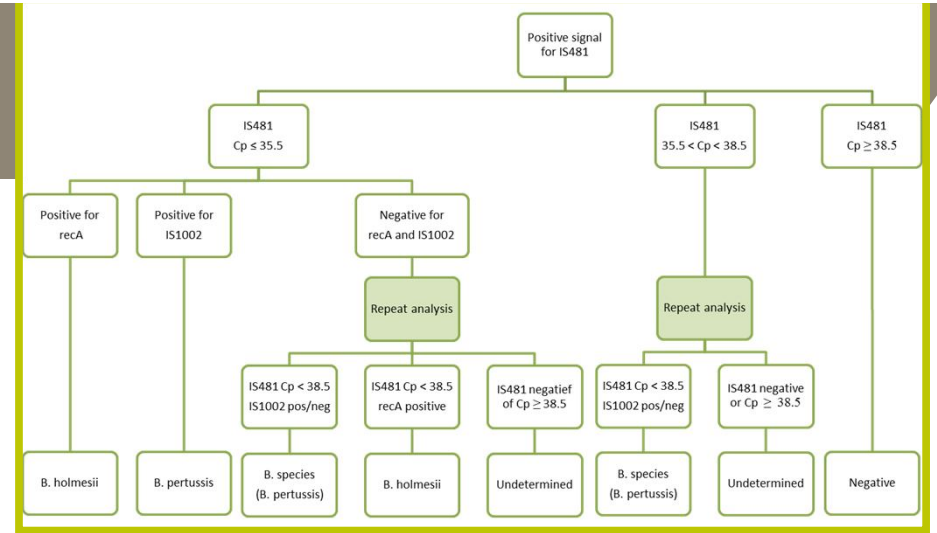 Positive signal
for IS481
IS481
Cp ≤ 35.5
IS481
35.5 < Cp < 38.5
IS481
Cp ≥ 38.5
Positive for
recA
Positive for
IS1002
Negative for
recA and IS1002
Repeat analysis
Repeat analysis
IS481 Cp < 38.5
IS1002 pos/neg
IS481 Cp < 38.5
recA positive
IS481 negatief
of Cp ≥ 38.5
IS481 Cp < 38.5
IS1002 pos/neg
IS481 negative
or Cp ≥ 38.5
B. holmesii
B. pertussis
B. species
(B. pertussis)
B. holmesii
Undetermined
B. species
(B. pertussis)
Undetermined
Negative